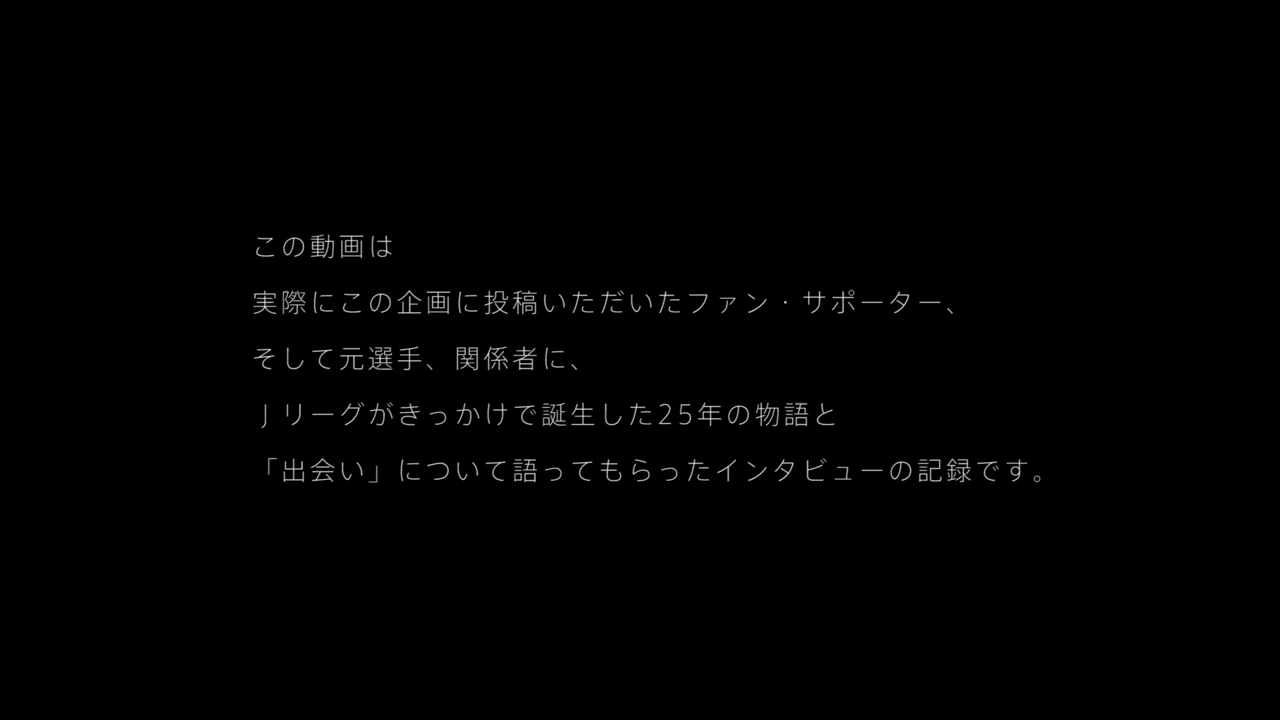 この動画は
実際にこの企画に投稿いただいたファン・サポーター、
そして元選手、関係者に、
Jリーグがきっかけで誕生した25年の物語と
「出会い」について語ってもらったインタビューの記録です。